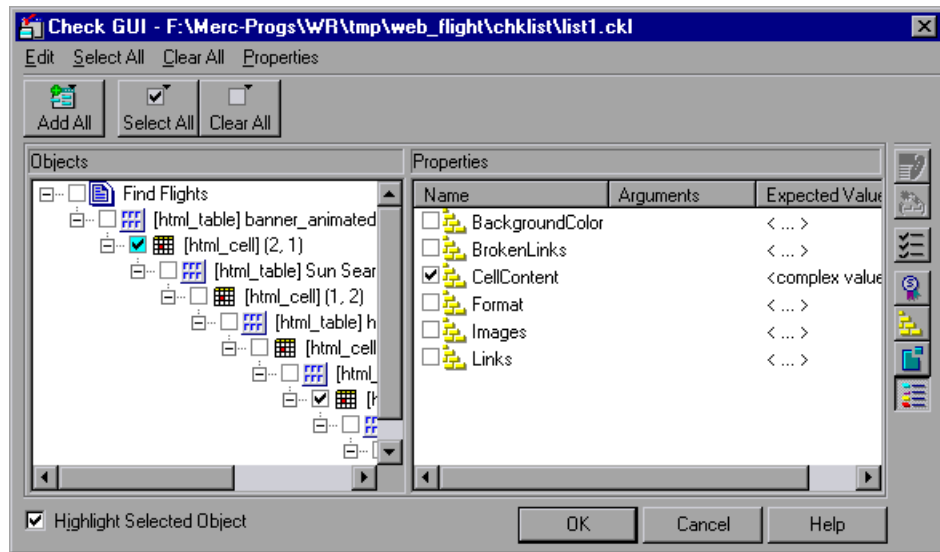 Check GUI - F:\Merc-Progs\WR\tmp\web_flight\chklist\list1.ckl
Edit Select All Clear All Properties
Add All Select All Clear All
Objects
Find Flights
[html_table] banner_animated
[html_cell] (2, 1)
[html_table] Sun Sear
[html_cell] (1, 2)
[html_table] h
[html_cell
[html_
[h
Properties
Name Arguments Expected Value
BackgroundColor < ... >
BrokenLinks < ... >
CellContent <complex value
Format < ... >
Images < ... >
Links < ... >
Highlight Selected Object
OK Cancel Help